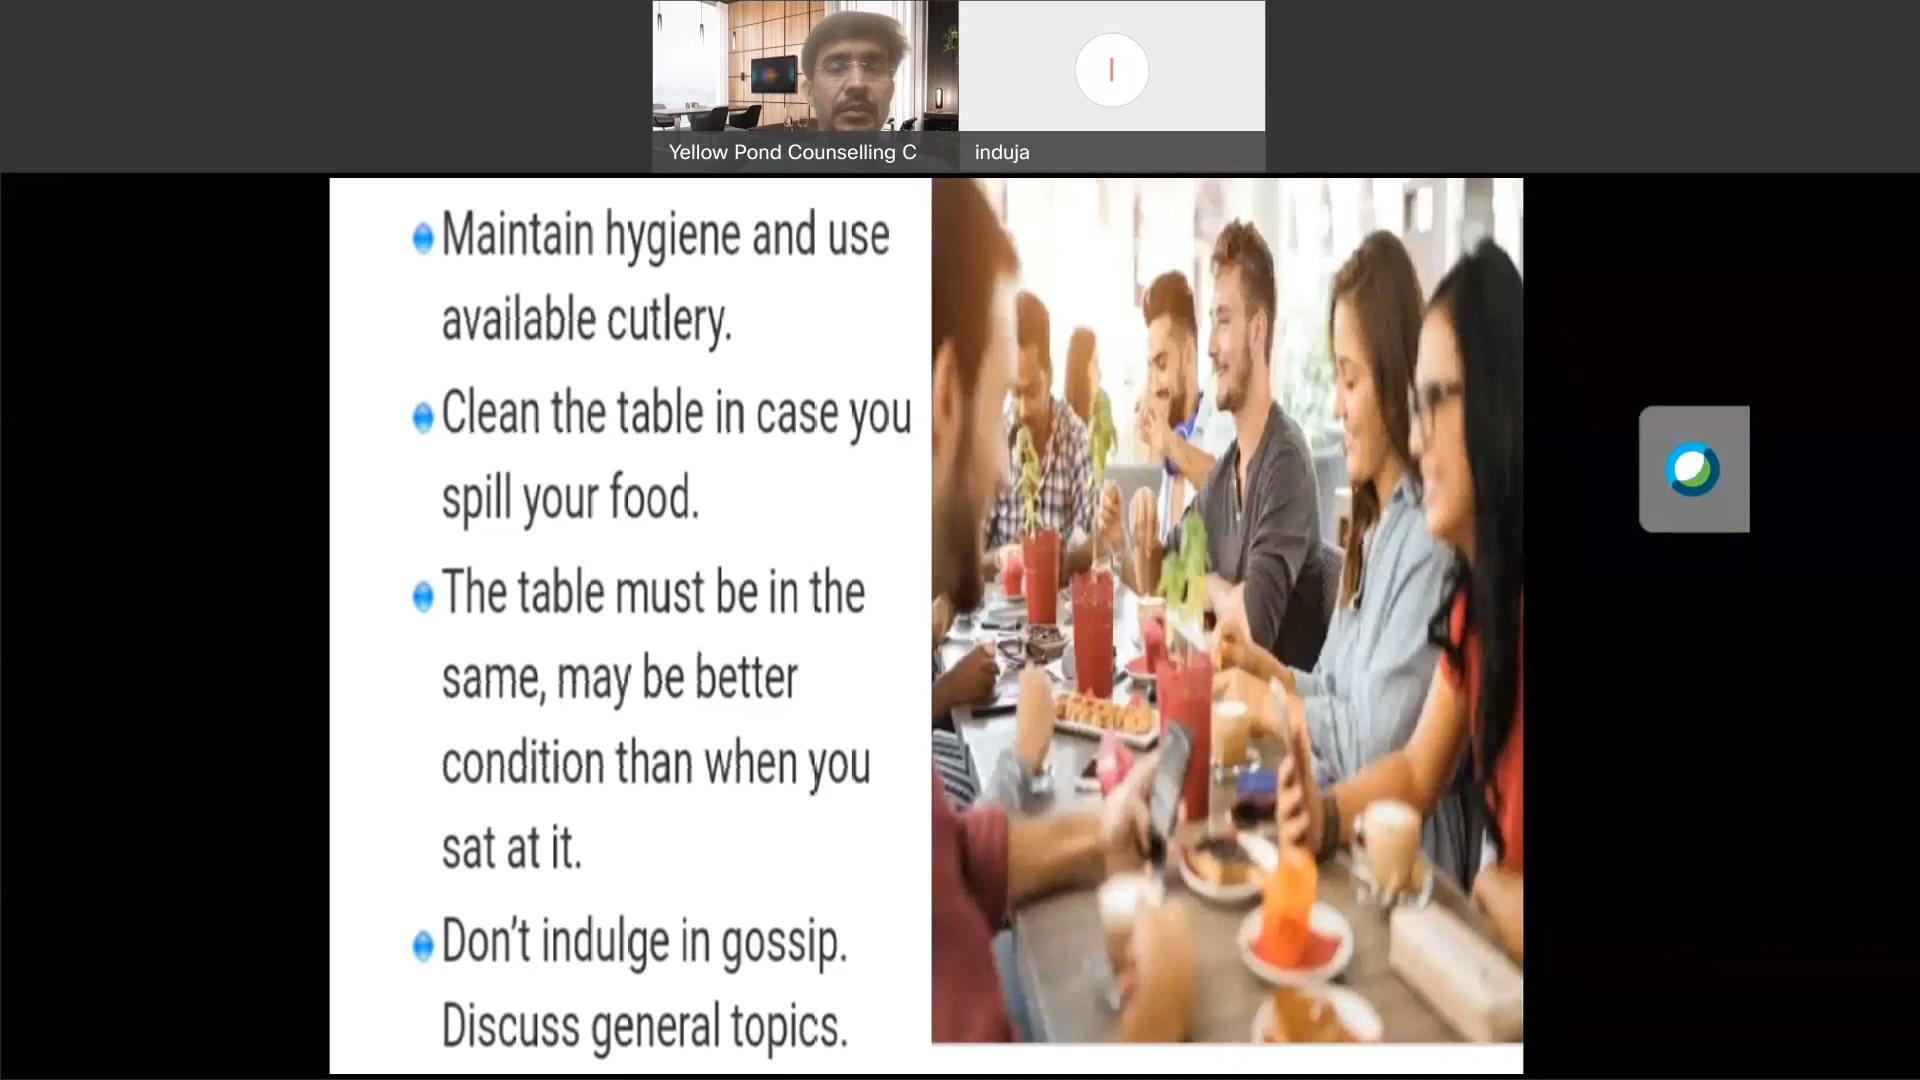 Yellow Pond Counselling C
I
induja
Maintain hygiene and use
available cutlery.
Clean the table in case you
spill your food.
The table must be in the
same, may be better
condition than when you
sat at it.
Don't indulge in gossip.
Discuss general topics.